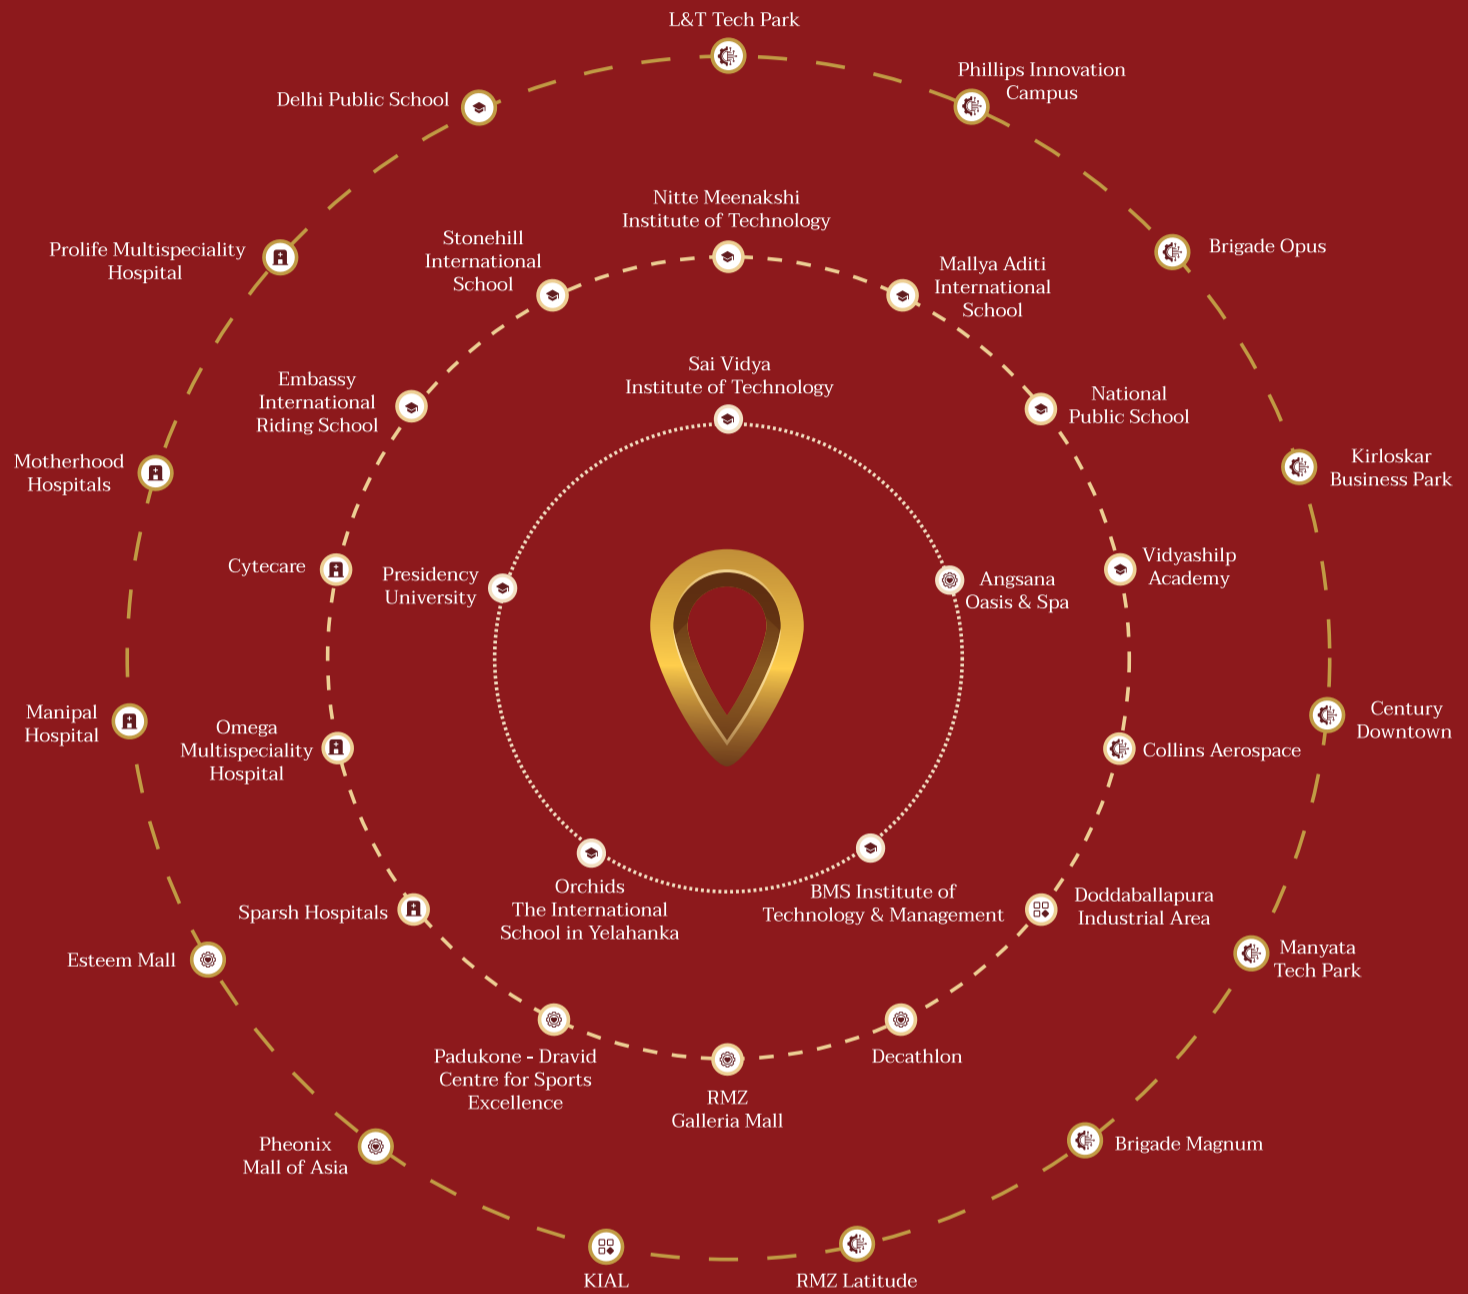 L&T Tech Park
Phillips Innovation
Campus
Delhi Public School
Nitte Meenakshi
Institute of Technology
Stonehill
International
School
Mallya Aditi
International
School
Prolife Multispeciality
Hospital
Brigade Opus
Sai Vidya
Institute of Technology
Embassy
International
Riding School
National
Public School
Motherhood
Hospitals
Kirloskar
Business Park
Cytecare
Presidency
University
Angsana
Oasis & Spa
Vidyashilp
Academy
Manipal
Hospital
Omega
Multispeciality
Hospital
Collins Aerospace
Century
Downtown
Sparsh Hospitals
Orchids
The International
School in Yelahanka
BMS Institute of
Technology & Management
Doddaballapura
Industrial Area
Esteem Mall
Manyata
Tech Park
Padukone - Dravid
Centre for Sports
Excellence
RMZ
Galleria Mall
Decathlon
Pheonix
Mall of Asia
Brigade Magnum
KIAL
RMZ Latitude